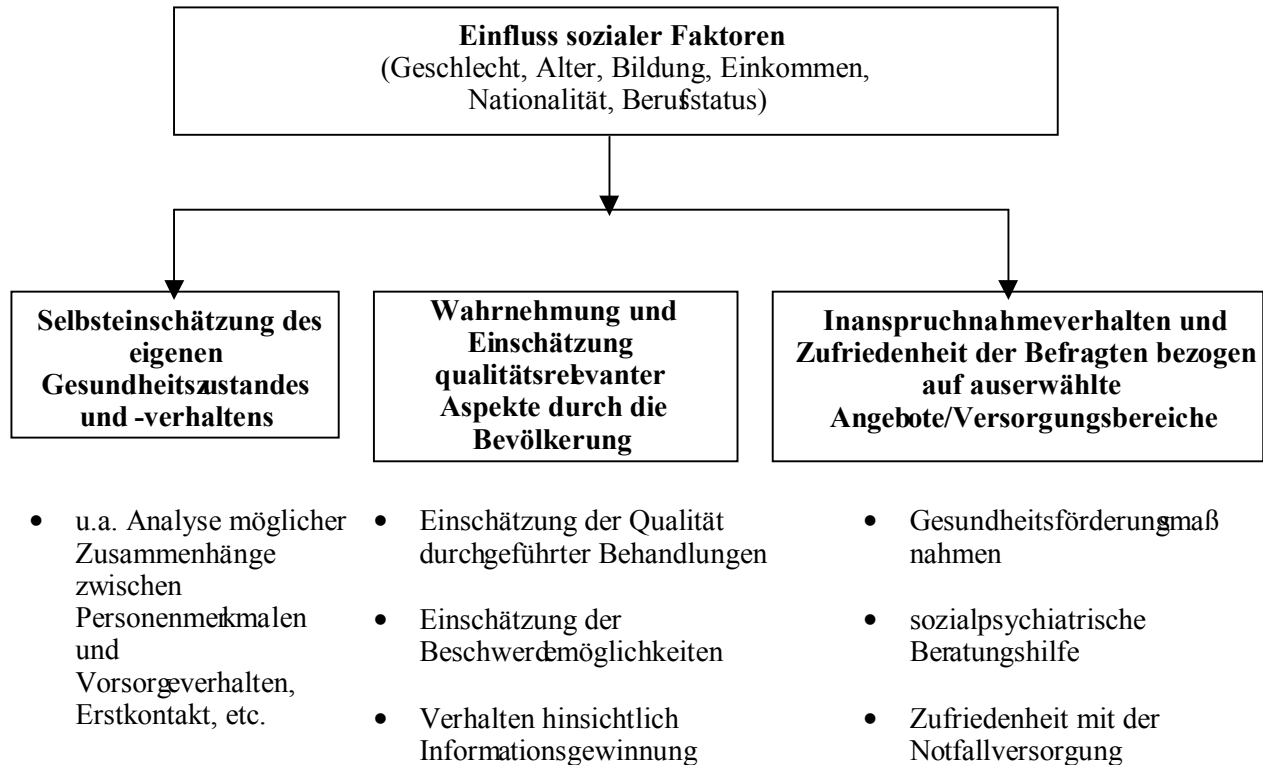 Einfluss sozialer Faktoren
(Geschlecht, Alter, Bildung, Einkommen,
Nationalität, Berufsstatus)
Selbsteinschätzung des
eigenen
Gesundheitszustandes
und -verhaltens
Wahrnehmung und
Einschätzung
qualitätsrelevanter
Aspekte durch die
Bevölkerung
Inanspruchnahmeverhalten und
Zufriedenheit der Befragten bezogen
auf auserwählte
Angebote/Versorgungsbereiche
• u.a. Analyse möglicher
Zusammenhänge
zwischen
Personenmerkmalen
und
Vorsorgeverhalten,
Erstkontakt, etc.
• Einschätzung der Qualität
durchgeführter Behandlungen
• Einschätzung der
Beschwerdemöglichkeiten
• Verhalten hinsichtlich
Informationsgewinnung
• Gesundheitsförderungsmaß
nahmen
• sozialpsychiatrische
Beratungshilfe
• Zufriedenheit mit der
Notfallversorgung